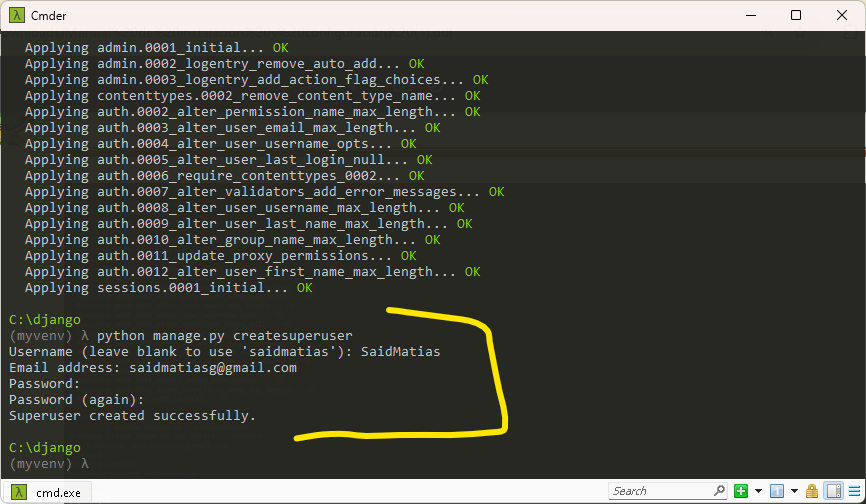 Cmder
Applying admin.0001_initial... OK
Applying admin.0002_logentry_remove_auto_add... OK
Applying admin.0003_logentry_add_action_flag_choices... OK
Applying contenttypes.0002_remove_content_type_name... OK
Applying auth.0002_alter_permission_name_max_length... OK
Applying auth.0003_alter_user_email_max_length... OK
Applying auth.0004_alter_user_username_opts... OK
Applying auth.0005_alter_user_last_login_null... OK
Applying auth.0006_require_contenttypes_0002... OK
Applying auth.0007_alter_validators_add_error_messages... OK
Applying auth.0008_alter_user_username_max_length... OK
Applying auth.0009_alter_user_last_name_max_length... OK
Applying auth.0010_alter_group_name_max_length... OK
Applying auth.0011_update_proxy_permissions... OK
Applying auth.0012_alter_user_first_name_max_length... OK
Applying sessions.0001_initial... OK
C:\django
(myvenv) λ python manage.py createsuperuser
Username (leave blank to use 'saidmatias'): SaidMatias
Email address: saidmatiasg@gmail.com
Password:
Password (again):
Superuser created successfully.
C:\django
(myvenv) λ
λ cmd.exe
Search